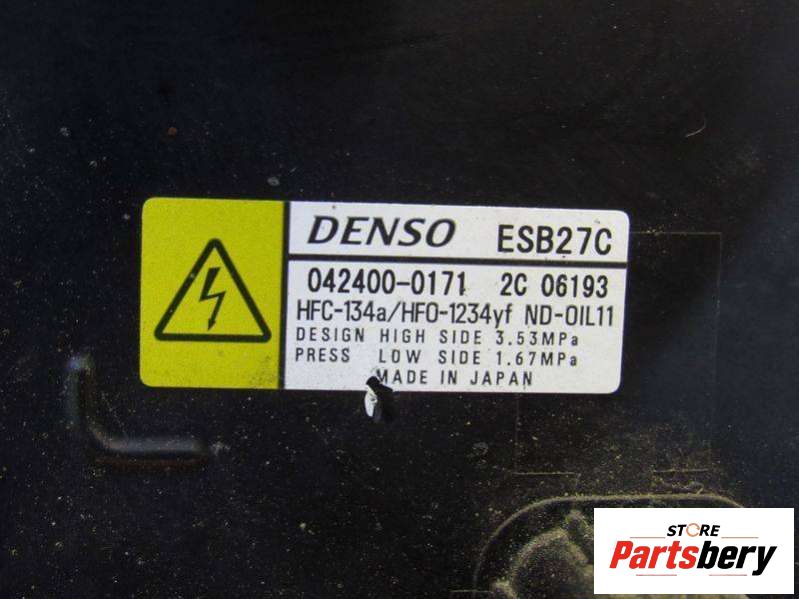 DENSO ESB27C
042400-0171 2C 06193
HFC-134a/HFO-1234yf ND-OIL11
DESIGN HIGH SIDE 3.53MPa
PRESS LOW SIDE 1.67MPa
MADE IN JAPAN
STORE
Partsbery